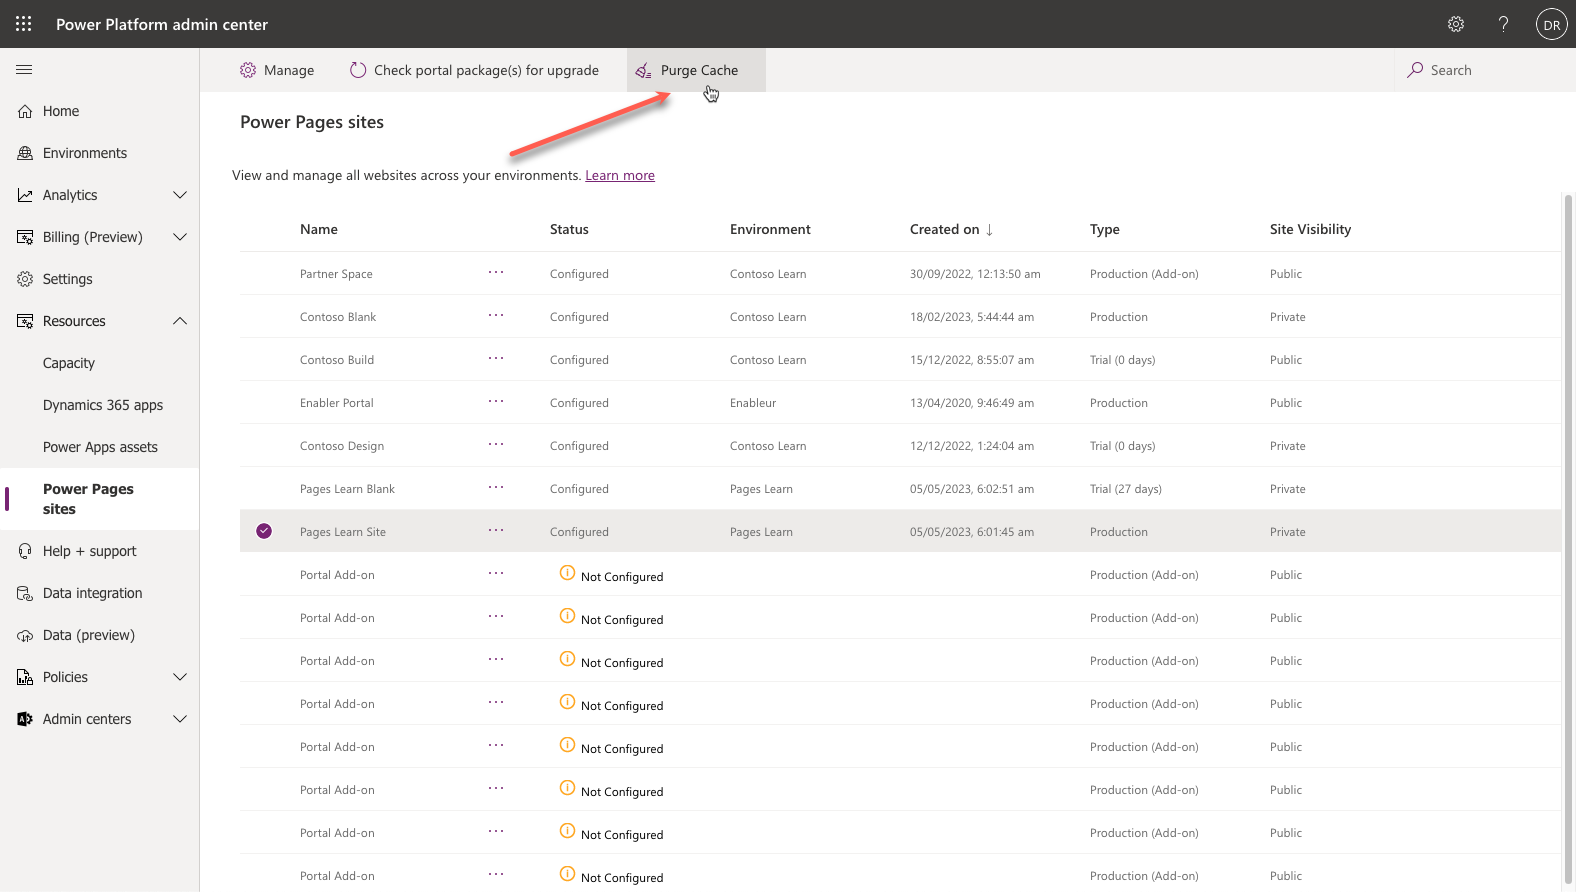 Power Platform admin center
?
DR
Manage
Check portal package(s) for upgrade
Purge Cache
Search
Home
Environments
Analytics
Billing (Preview)
Settings
Resources
Capacity
Dynamics 365 apps
Power Apps assets
Power Pages
sites
Help + support
Data integration
Data (preview)
Policies
Admin centers
Power Pages sites
View and manage all websites across your environments. Learn more
Name Status Environment Created on ↓ Type Site Visibility
Partner Space ··· Configured Contoso Learn 30/09/2022, 12:13:50 am Production (Add-on) Public
Contoso Blank ··· Configured Contoso Learn 18/02/2023, 5:44:44 am Production Private
Contoso Build ··· Configured Contoso Learn 15/12/2022, 8:55:07 am Trial (0 days) Public
Enabler Portal ··· Configured Enableur 13/04/2020, 9:46:49 am Production Public
Contoso Design ··· Configured Contoso Learn 12/12/2022, 1:24:04 am Trial (0 days) Private
Pages Learn Blank ··· Configured Pages Learn 05/05/2023, 6:02:51 am Trial (27 days) Private
Pages Learn Site ··· Configured Pages Learn 05/05/2023, 6:01:45 am Production Private
Portal Add-on ··· Not Configured Production (Add-on) Public
Portal Add-on ··· Not Configured Production (Add-on) Public
Portal Add-on ··· Not Configured Production (Add-on) Public
Portal Add-on ··· Not Configured Production (Add-on) Public
Portal Add-on ··· Not Configured Production (Add-on) Public
Portal Add-on ··· Not Configured Production (Add-on) Public
Portal Add-on ··· Not Configured Production (Add-on) Public
Portal Add-on ··· Not Configured Production (Add-on) Public